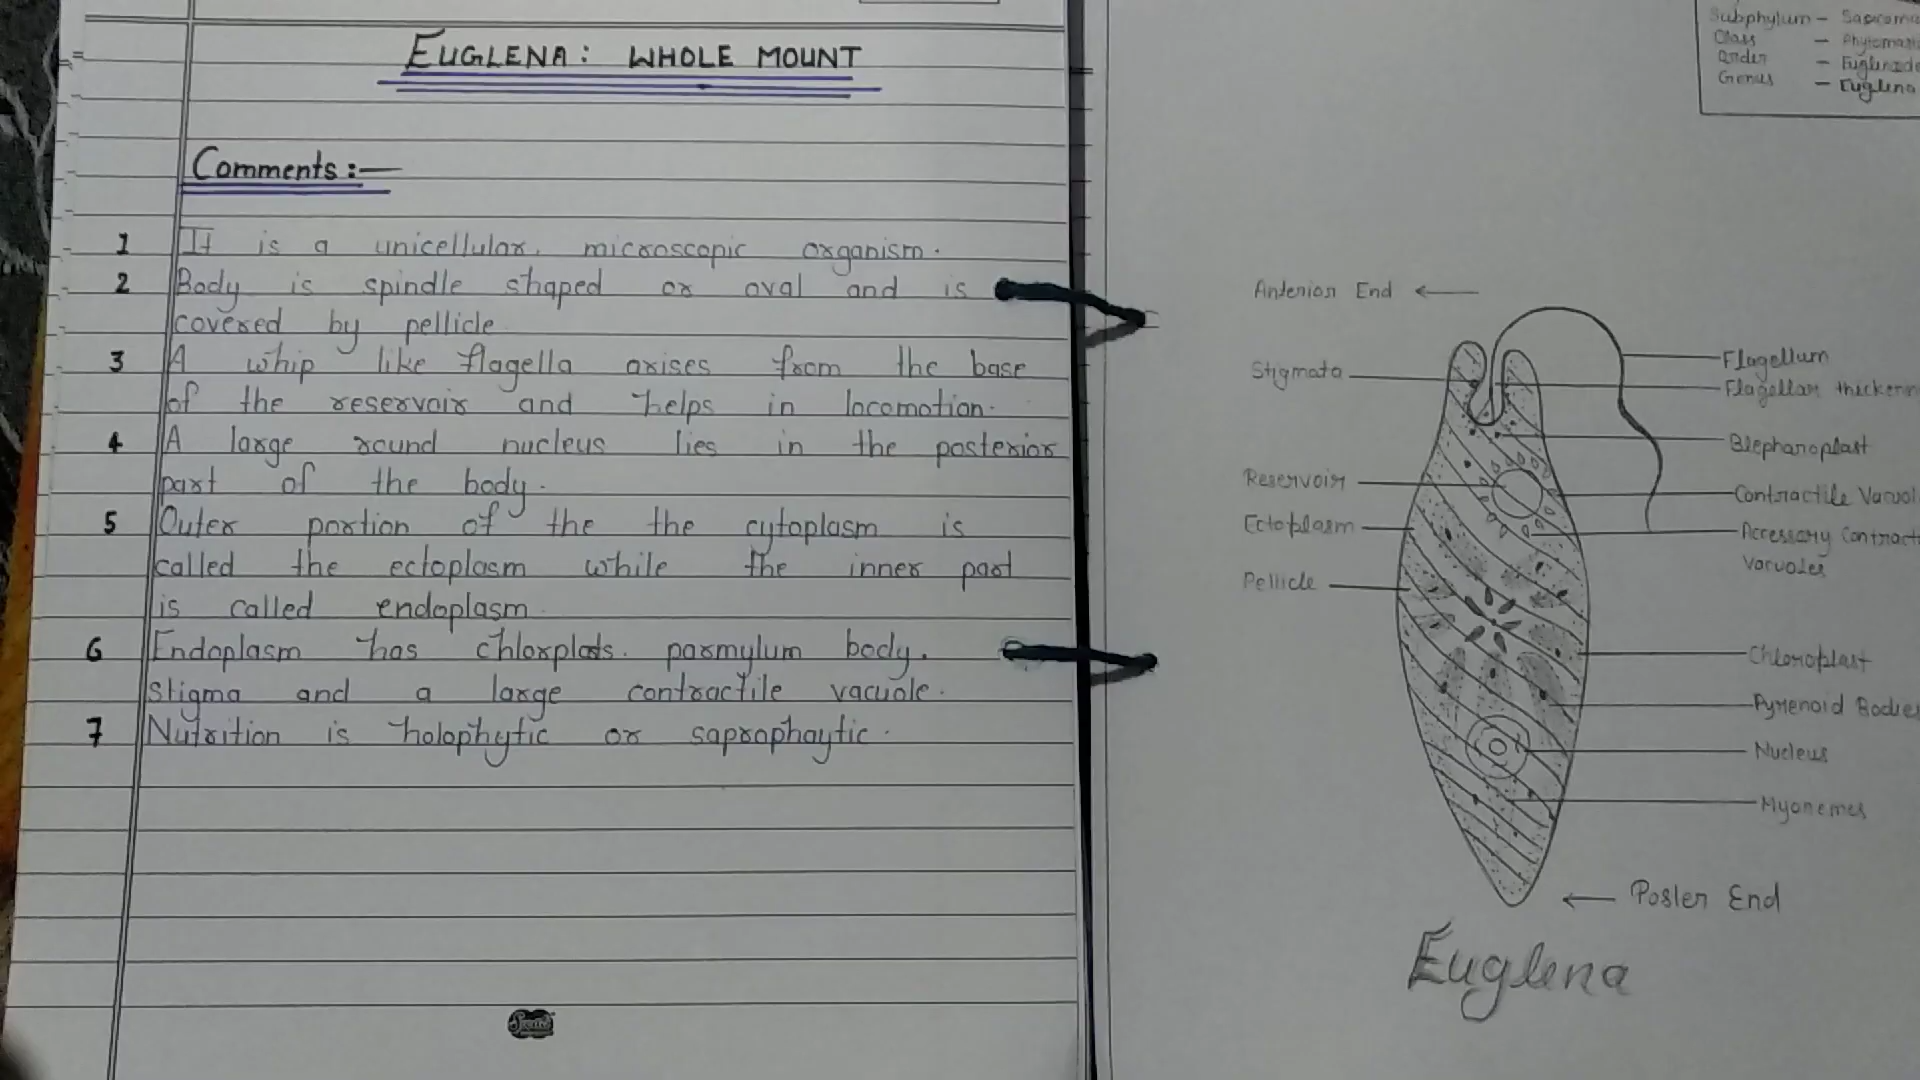 EUGLENA: WHOLE MOUNT
Comments :—
1 It is a unicellular, microscopic organism.
2 Body is spindle shaped or oval and is
covered by pellicle
3 A whip like flagella arises from the base
of the reservoir and helps in locomotion.
4 A large round nucleus lies in the posterior
part of the body.
5 Outer portion of the the cytoplasm is
called the ectoplasm while the inner part
is called endoplasm
6 Endoplasm has chlorplats. parmylum body.
stigma and a large contractile vacuole.
7 Nutrition is holophytic or saprophaytic.
Subphylum –
Class –
Order –
Genus – Euglena
Anterior End ←
Stigmata
Reservoir
Ectoplasm
Pellicle
Flagellum
Flagellar
Blepharoplast
Contractile
Accessory
Vacuoles
Chloroplast
Pyrenoid Bodies
Nucleus
Myonemes
← Poster End
Euglena